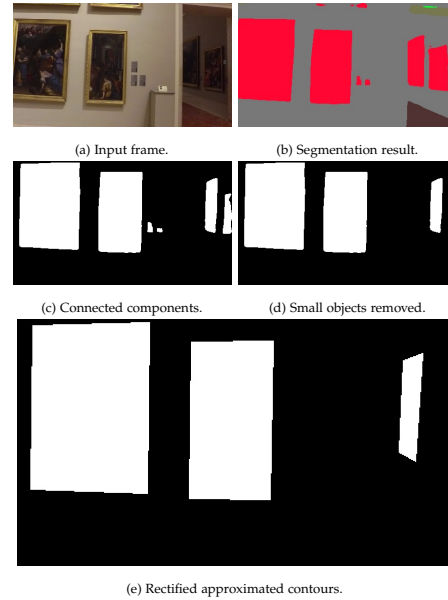 (a) Input frame.
(b) Segmentation result.
(c) Connected components.
(d) Small objects removed.
(e) Rectified approximated contours.